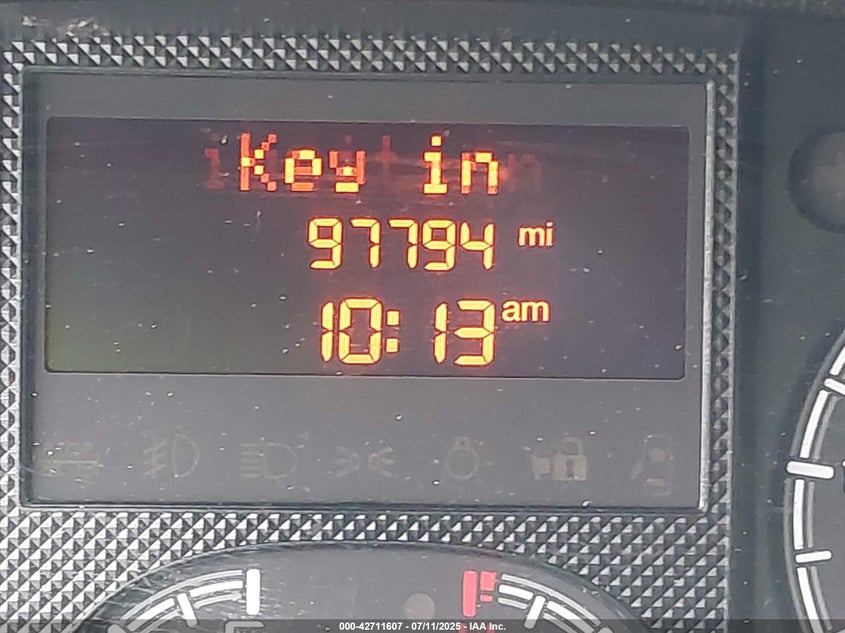 Key in
97794 mi
10:13 am
000-42711607 - 07/11/2025 - IAA Inc.